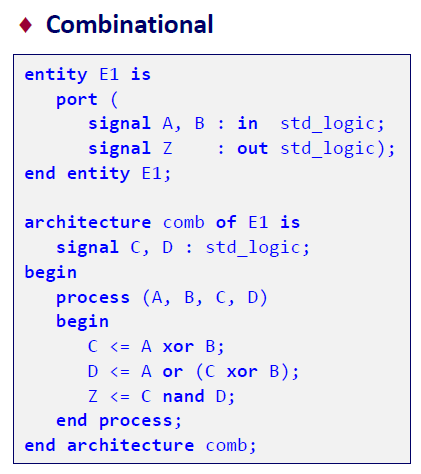 ♦ Combinational
entity E1 is
   port (
      signal A, B : in  std_logic;
      signal Z    : out std_logic);
end entity E1;

architecture comb of E1 is
   signal C, D : std_logic;
begin
   process (A, B, C, D)
   begin
      C <= A xor B;
      D <= A or (C xor B);
      Z <= C nand D;
   end process;
end architecture comb;